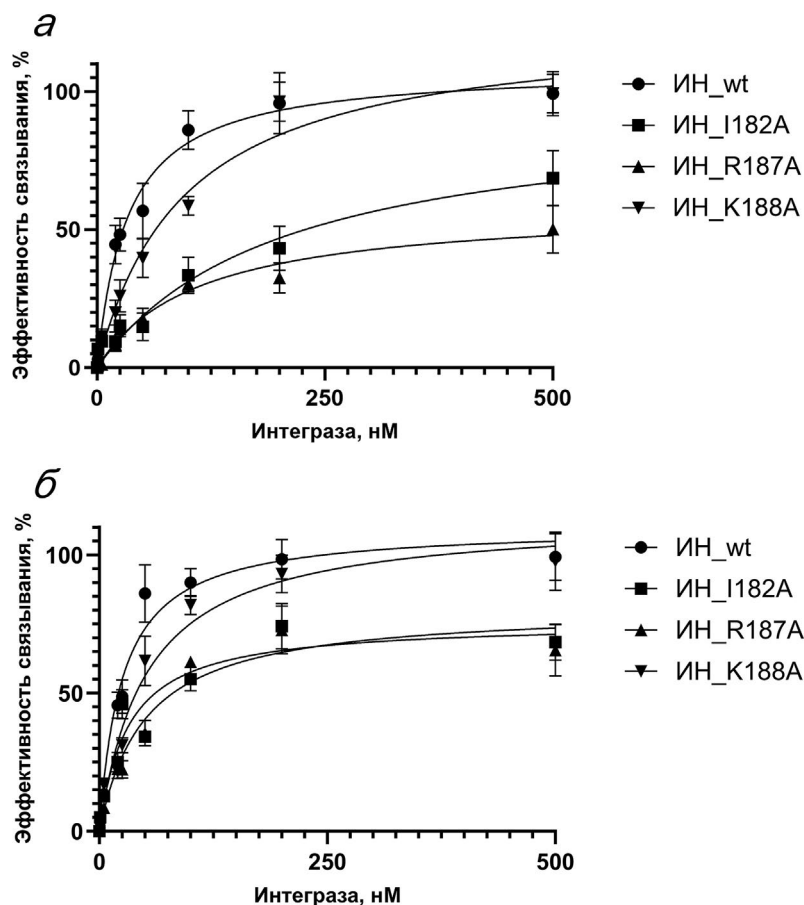 а
Эффективность связывания, %
100
50
0
0
250
500
Интеграза, нМ
ИН_wt
ИН_I182A
ИН_R187A
ИН_K188A
б
Эффективность связывания, %
100
50
0
0
250
500
Интеграза, нМ
ИН_wt
ИН_I182A
ИН_R187A
ИН_K188A